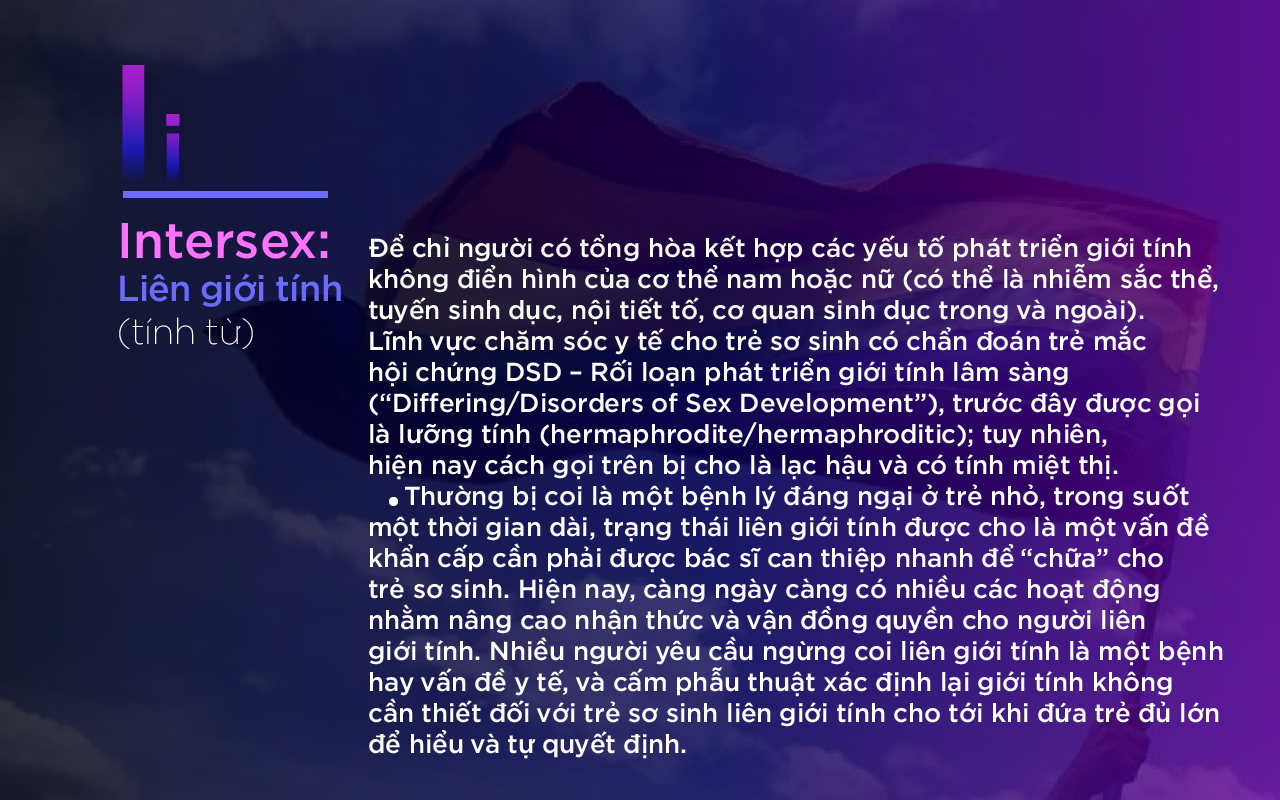 Ii
Intersex:
Liên giới tính
(tính từ)
Để chỉ người có tổng hòa kết hợp các yếu tố phát triển giới tính
không điển hình của cơ thể nam hoặc nữ (có thể là nhiễm sắc thể,
tuyến sinh dục, nội tiết tố, cơ quan sinh dục trong và ngoài).
Lĩnh vực chăm sóc y tế cho trẻ sơ sinh có chẩn đoán trẻ mắc
hội chứng DSD – Rối loạn phát triển giới tính lâm sàng
(“Differing/Disorders of Sex Development”), trước đây được gọi
là lưỡng tính (hermaphrodite/hermaphroditic); tuy nhiên,
hiện nay cách gọi trên bị cho là lạc hậu và có tính miệt thị.
• Thường bị coi là một bệnh lý đáng ngại ở trẻ nhỏ, trong suốt
một thời gian dài, trạng thái liên giới tính được cho là một vấn đề
khẩn cấp cần phải được bác sĩ can thiệp nhanh để “chữa” cho
trẻ sơ sinh. Hiện nay, càng ngày càng có nhiều các hoạt động
nhằm nâng cao nhận thức và vận đồng quyền cho người liên
giới tính. Nhiều người yêu cầu ngừng coi liên giới tính là một bệnh
hay vấn đề y tế, và cấm phẫu thuật xác định lại giới tính không
cần thiết đối với trẻ sơ sinh liên giới tính cho tới khi đứa trẻ đủ lớn
để hiểu và tự quyết định.